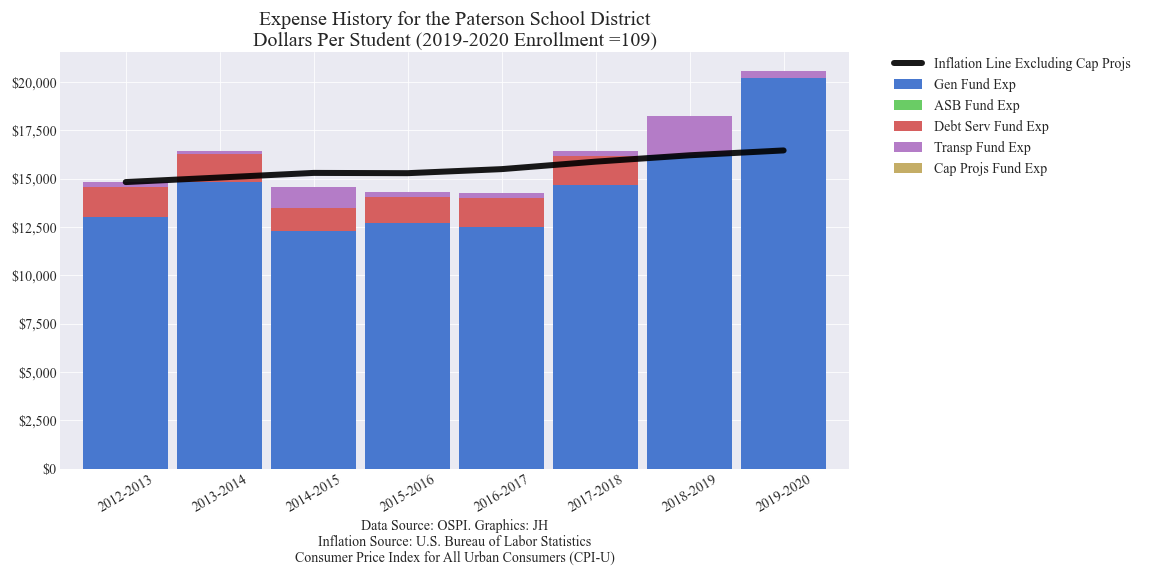 Expense History for the Paterson School District
Dollars Per Student (2019-2020 Enrollment =109)
$20,000
$17,500
$15,000
$12,500
$10,000
$7,500
$5,000
$2,500
$0
2012-2013
2013-2014
2014-2015
2015-2016
2016-2017
2017-2018
2018-2019
2019-2020
Inflation Line Excluding Cap Projs
Gen Fund Exp
ASB Fund Exp
Debt Serv Fund Exp
Transp Fund Exp
Cap Projs Fund Exp
Data Source: OSPI. Graphics: JH
Inflation Source: U.S. Bureau of Labor Statistics
Consumer Price Index for All Urban Consumers (CPI-U)